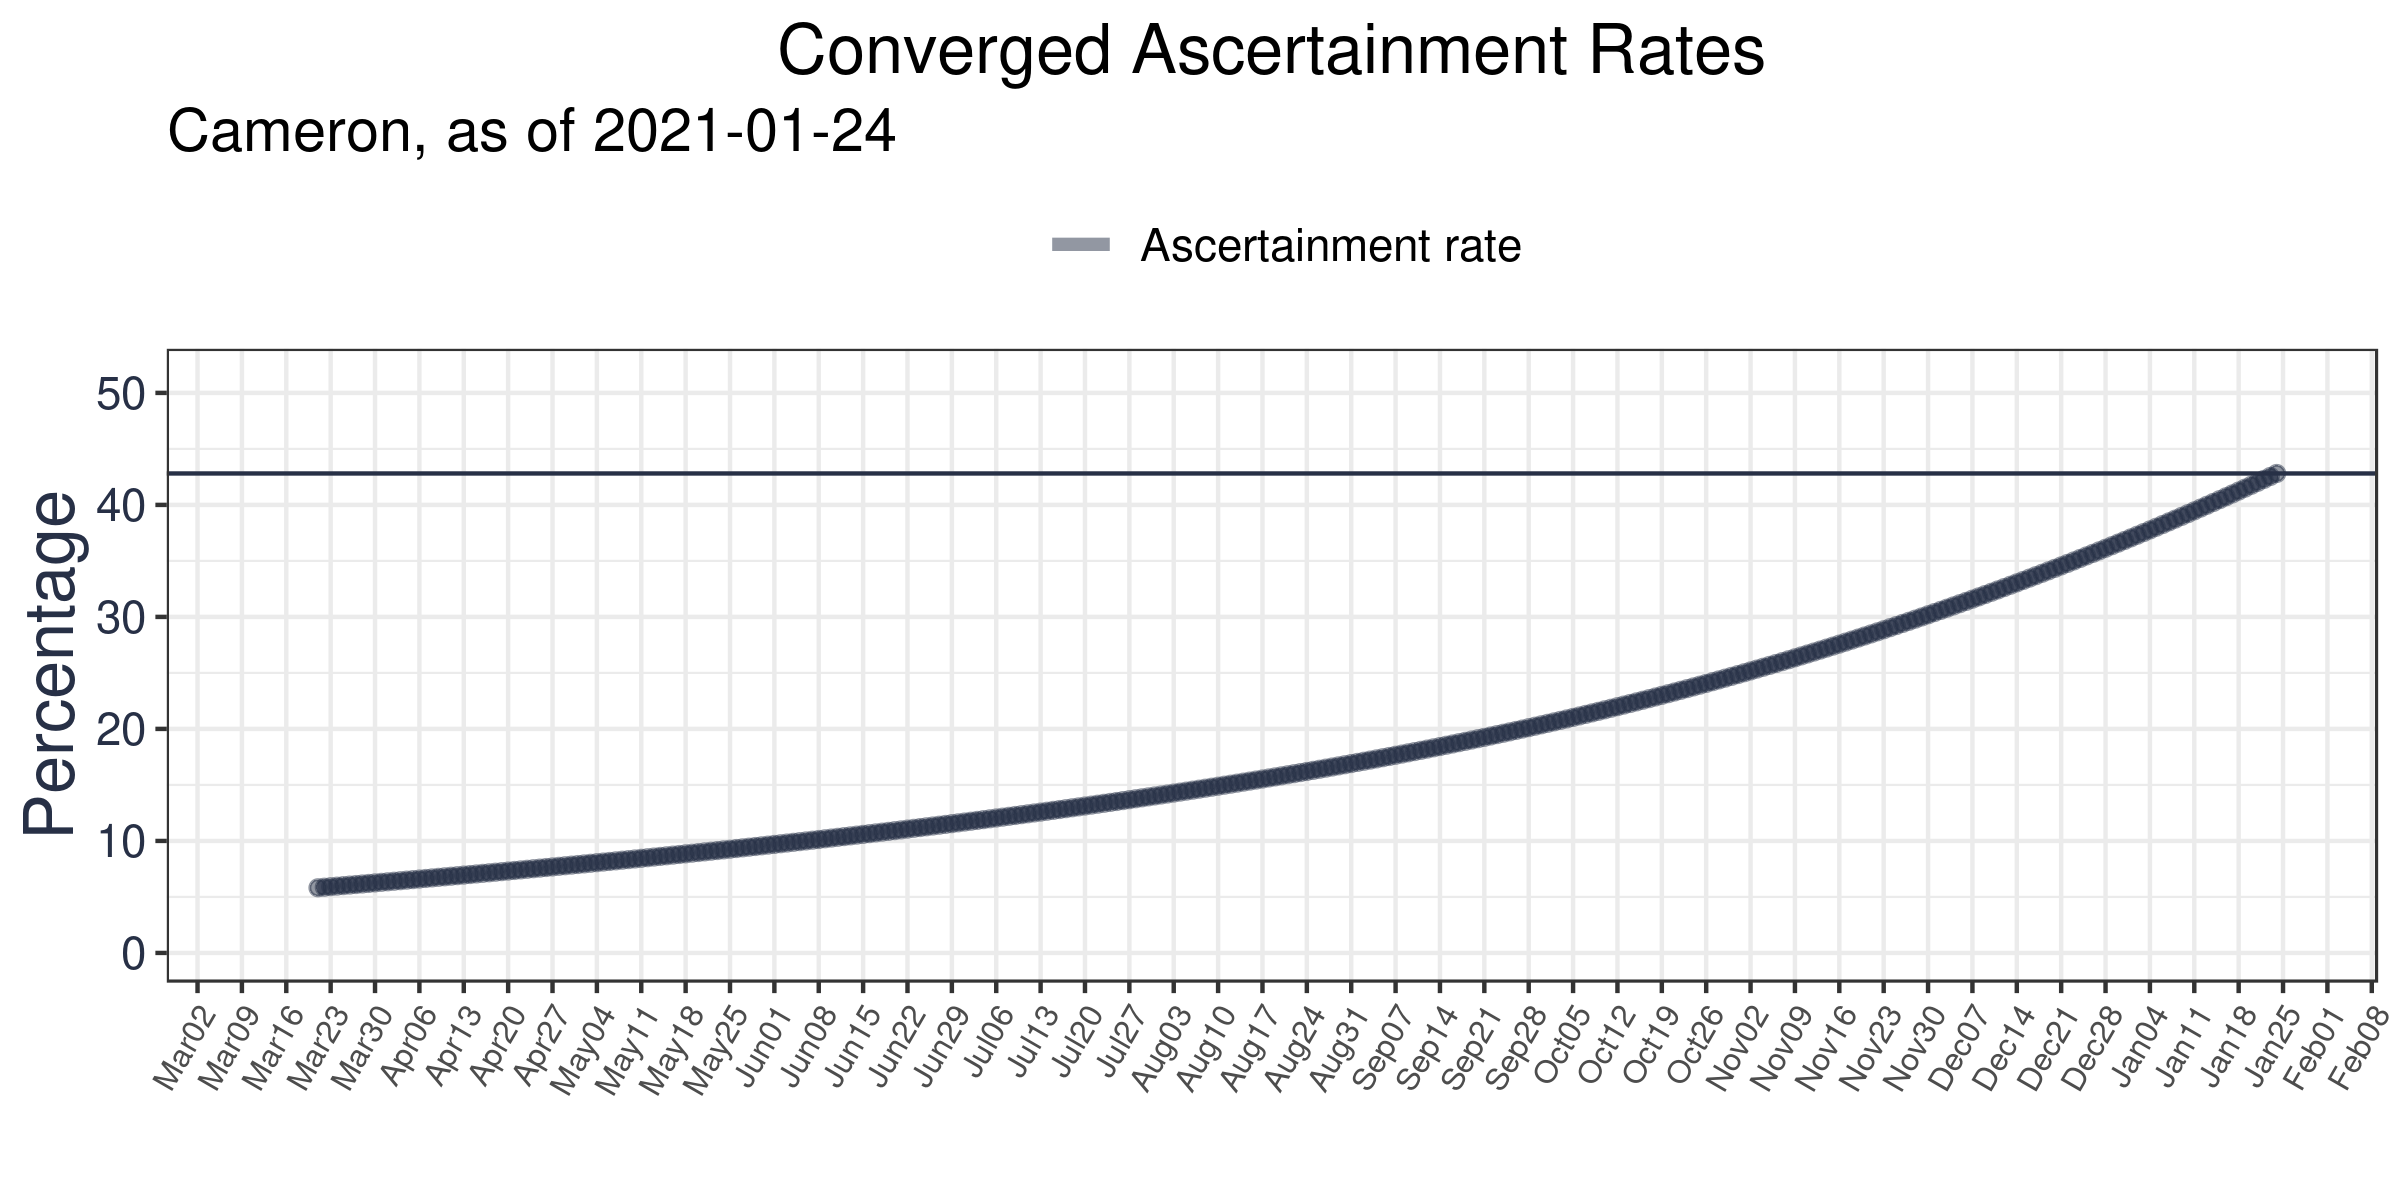 Converged Ascertainment Rates
Cameron, as of 2021-01-24
Ascertainment rate
Percentage
50
40
30
20
10
0
Mar02 Mar09 Mar16 Mar23 Mar30 Apr06 Apr13 Apr20 Apr27 May04 May11 May18 May25 Jun01 Jun08 Jun15 Jun22 Jun29 Jul06 Jul13 Jul20 Jul27 Aug03 Aug10 Aug17 Aug24 Aug31 Sep07 Sep14 Sep21 Sep28 Oct05 Oct12 Oct19 Oct26 Nov02 Nov09 Nov16 Nov23 Nov30 Dec07 Dec14 Dec21 Dec28 Jan04 Jan11 Jan18 Jan25 Feb01 Feb08